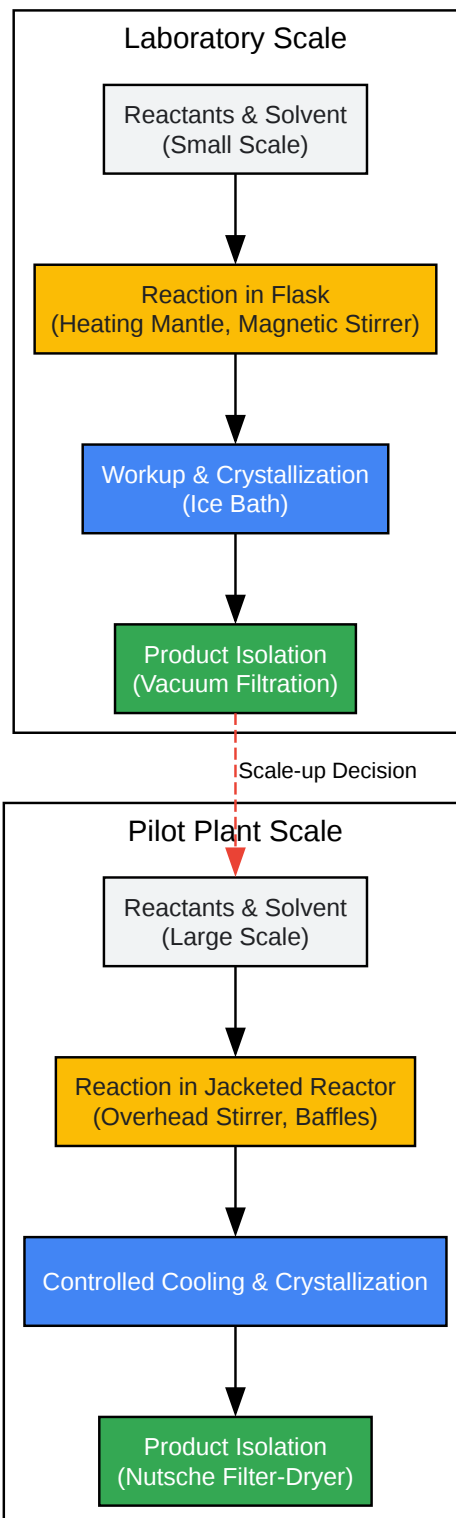 Laboratory Scale
Reactants & Solvent
(Small Scale)
Reaction in Flask
(Heating Mantle, Magnetic Stirrer)
Workup & Crystallization
(Ice Bath)
Product Isolation
(Vacuum Filtration)
Scale-up Decision
Pilot Plant Scale
Reactants & Solvent
(Large Scale)
Reaction in Jacketed Reactor
(Overhead Stirrer, Baffles)
Controlled Cooling & Crystallization
Product Isolation
(Nutsche Filter-Dryer)